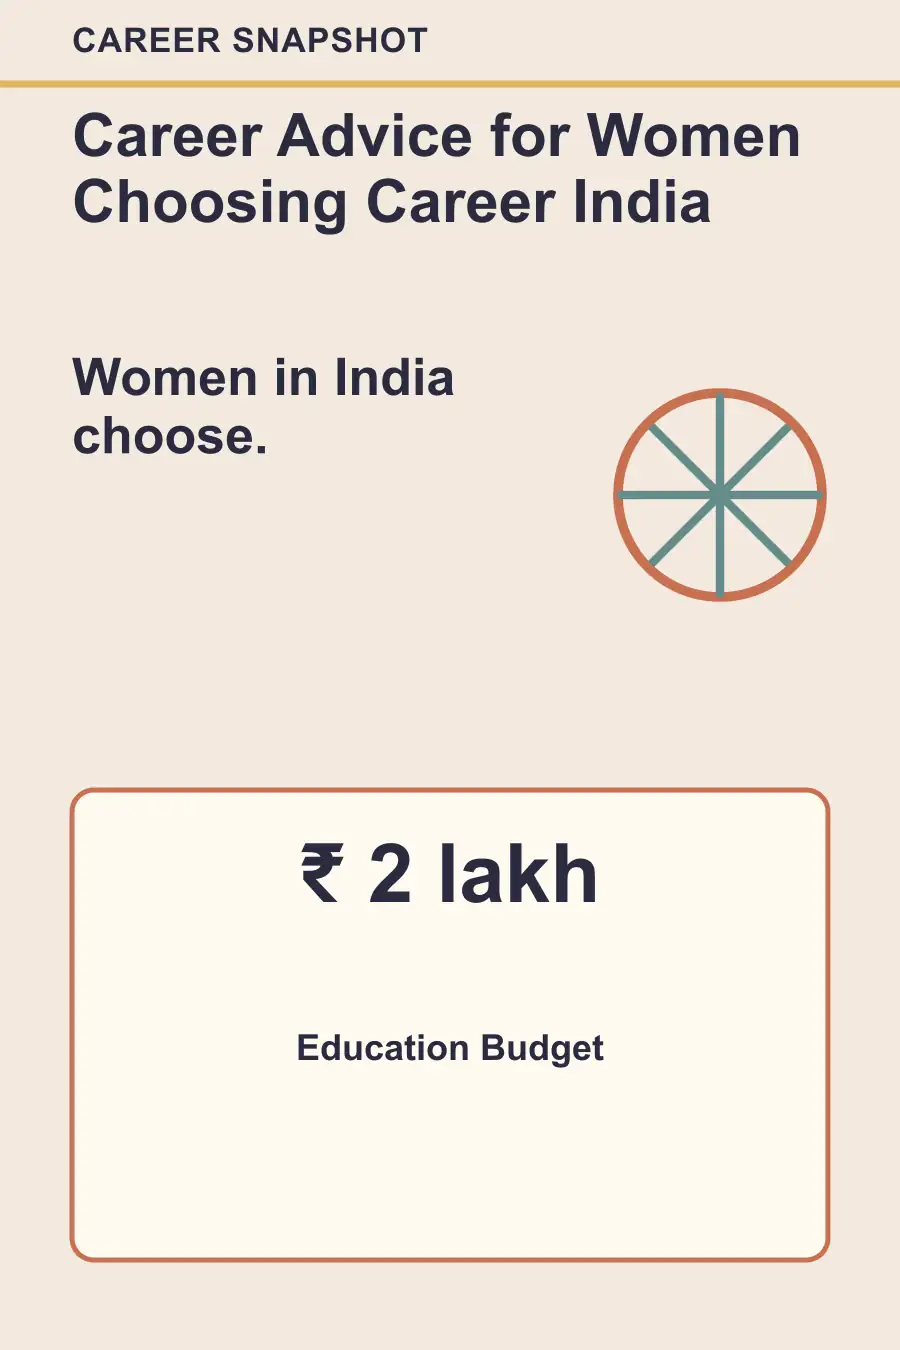 CAREER SNAPSHOT
Career Advice for Women
Choosing Career India
Women in India
choose.
₹ 2 lakh
Education Budget